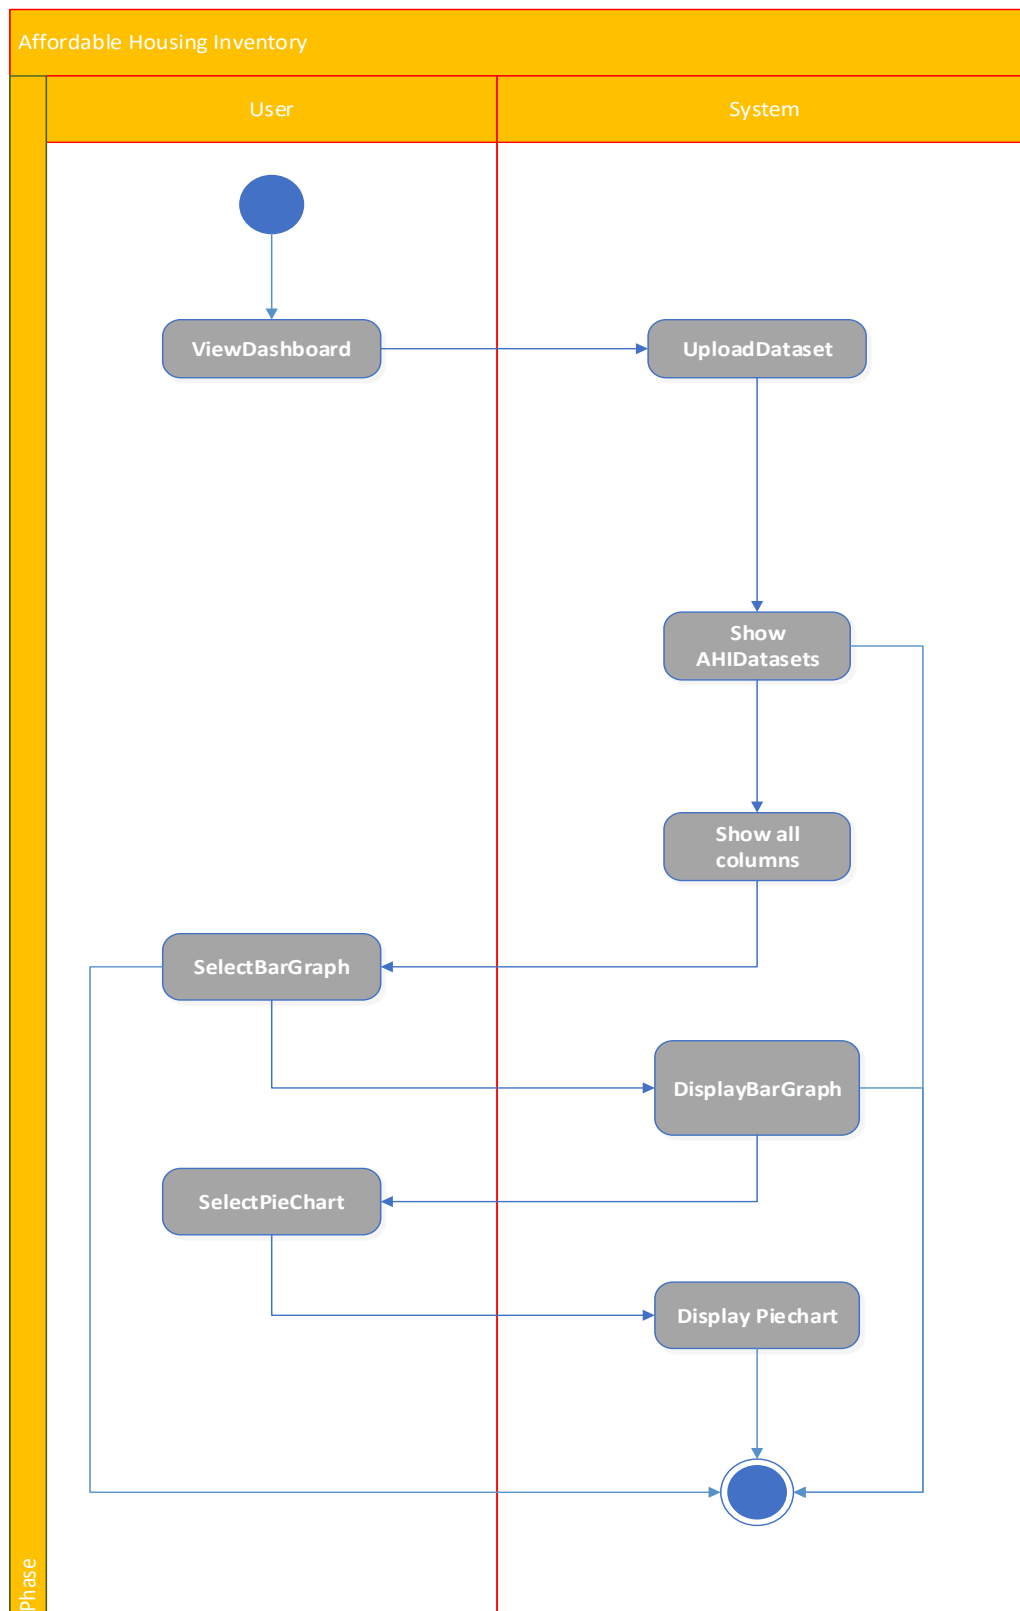 Affordable Housing Inventory
User
System
ViewDashboard
UploadDataset
Show
AHIDatasets
Show all
columns
SelectBarGraph
DisplayBarGraph
SelectPieChart
Display Piechart
Phase